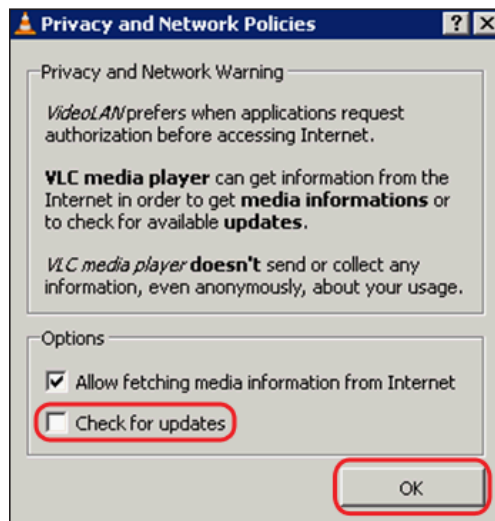 Privacy and Network Policies
Privacy and Network Warning
VideoLAN prefers when applications request
authorization before accessing Internet.
VLC media player can get information from the
Internet in order to get media informations or
to check for available updates.
VLC media player doesn't send or collect any
information, even anonymously, about your usage.
Options
Allow fetching media information from Internet
Check for updates
OK